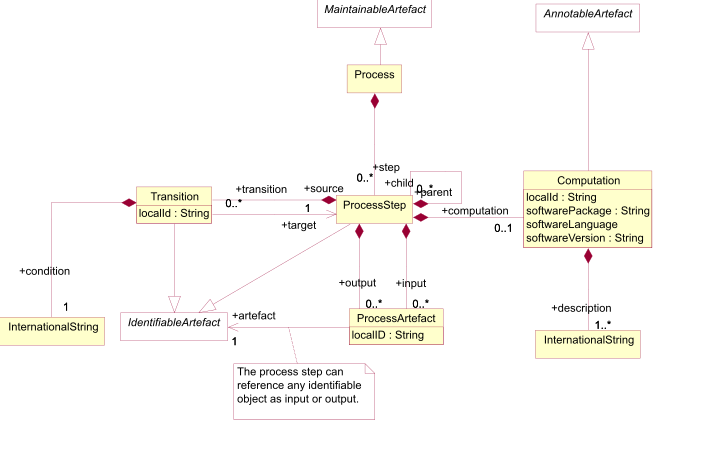 MaintainableArtefact
AnnotableArtefact
Process
+step
0..*
+child
0..*
+parent
Computation
localId : String
softwarePackage : String
softwareLanguage
softwareVersion : String
Transition
localId : String
+transition
0..*
+source
1
ProcessStep
+computation
0..1
+target
+condition
1
+output
0..*
+input
0..*
+description
1..*
InternationalString
IdentifiableArtefact
+artefact
1
ProcessArtefact
localID : String
InternationalString
The process step can
reference any identifiable
object as input or output.